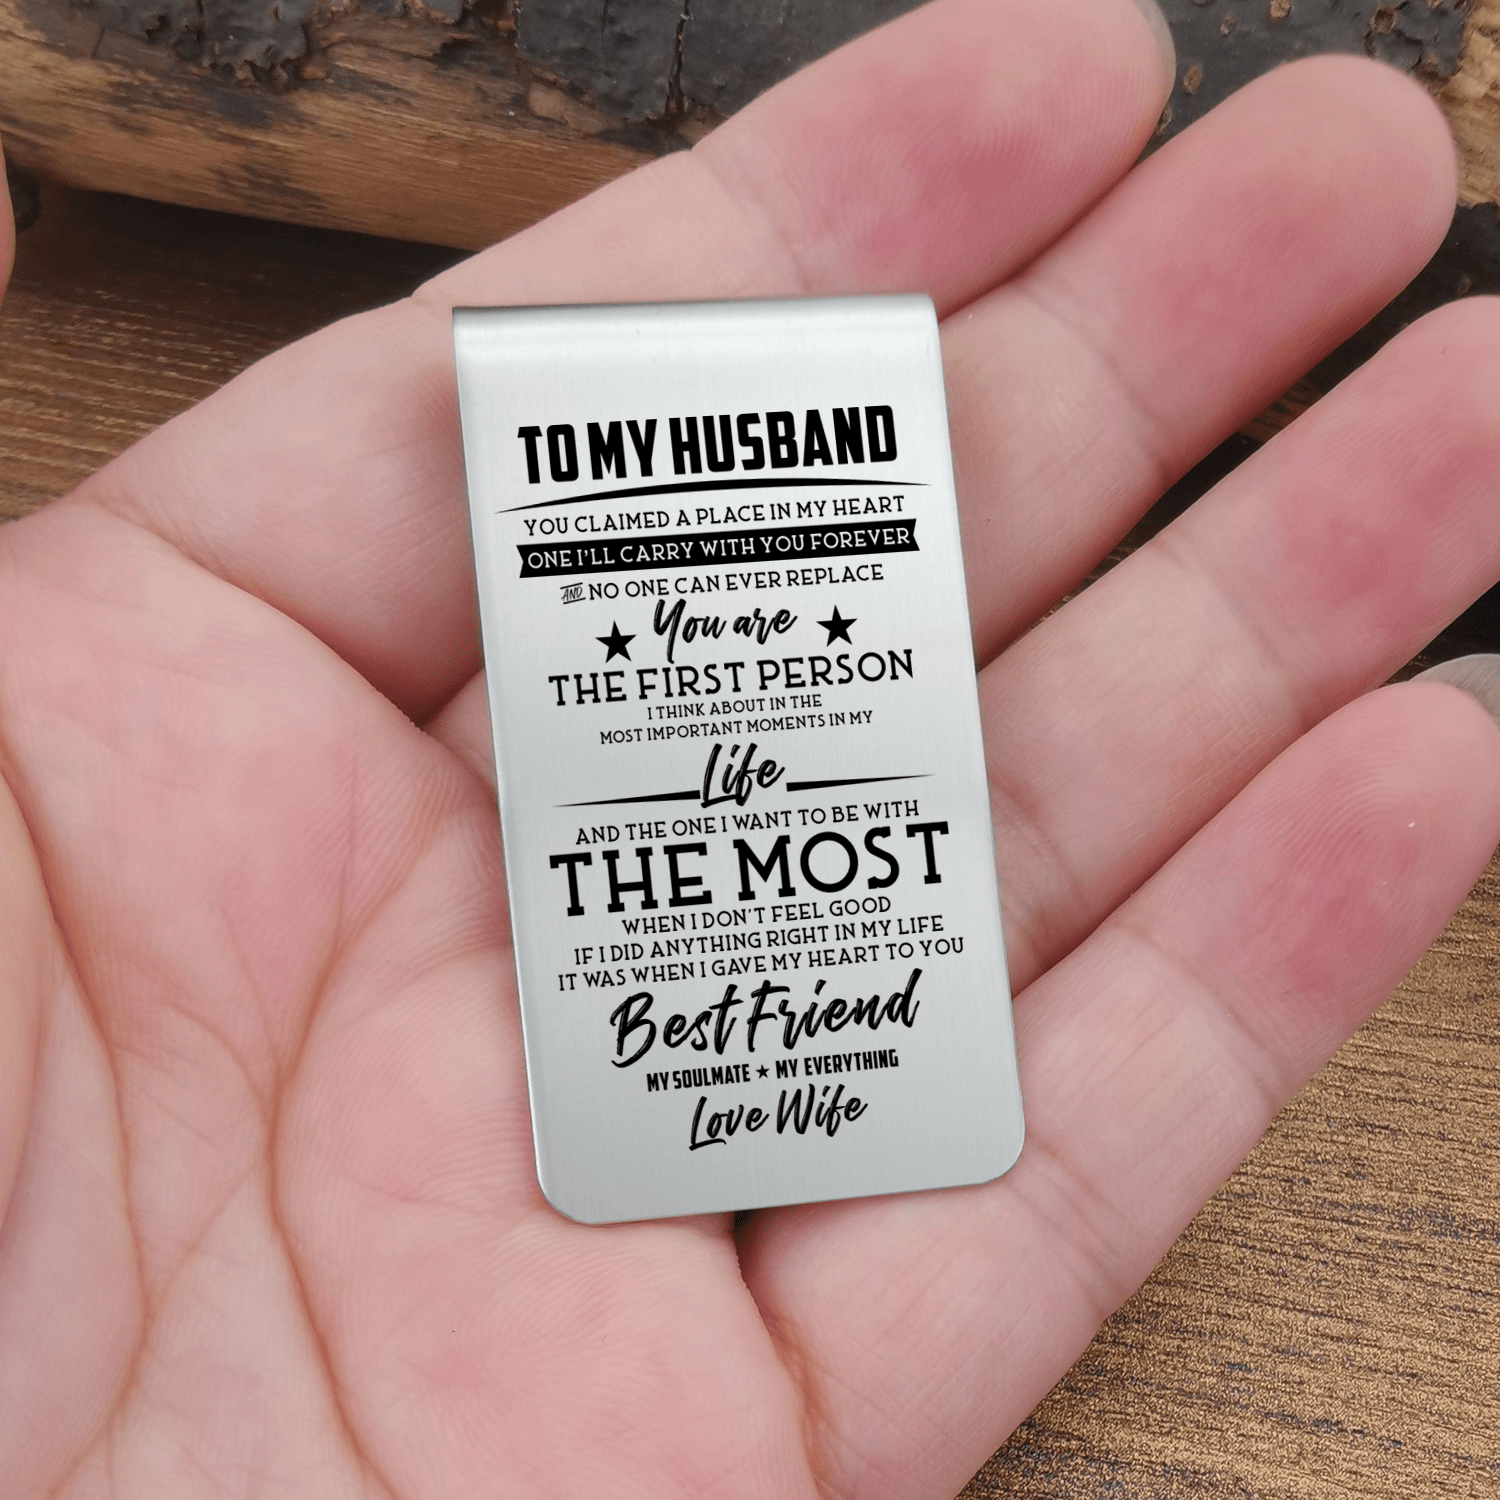 TO MY HUSBAND
YOU CLAIMED A PLACE IN MY HEART
ONE I'LL CARRY WITH YOU FOREVER
AND NO ONE CAN EVER REPLACE
You are
THE FIRST PERSON
I THINK ABOUT IN THE
MOST IMPORTANT MOMENTS IN MY
Life
AND THE ONE I WANT TO BE WITH
THE MOST
WHEN I DON'T FEEL GOOD
IF I DID ANYTHING RIGHT IN MY LIFE
IT WAS WHEN I GAVE MY HEART TO YOU
Best Friend
MY SOULMATE ★ MY EVERYTHING
Love Wife